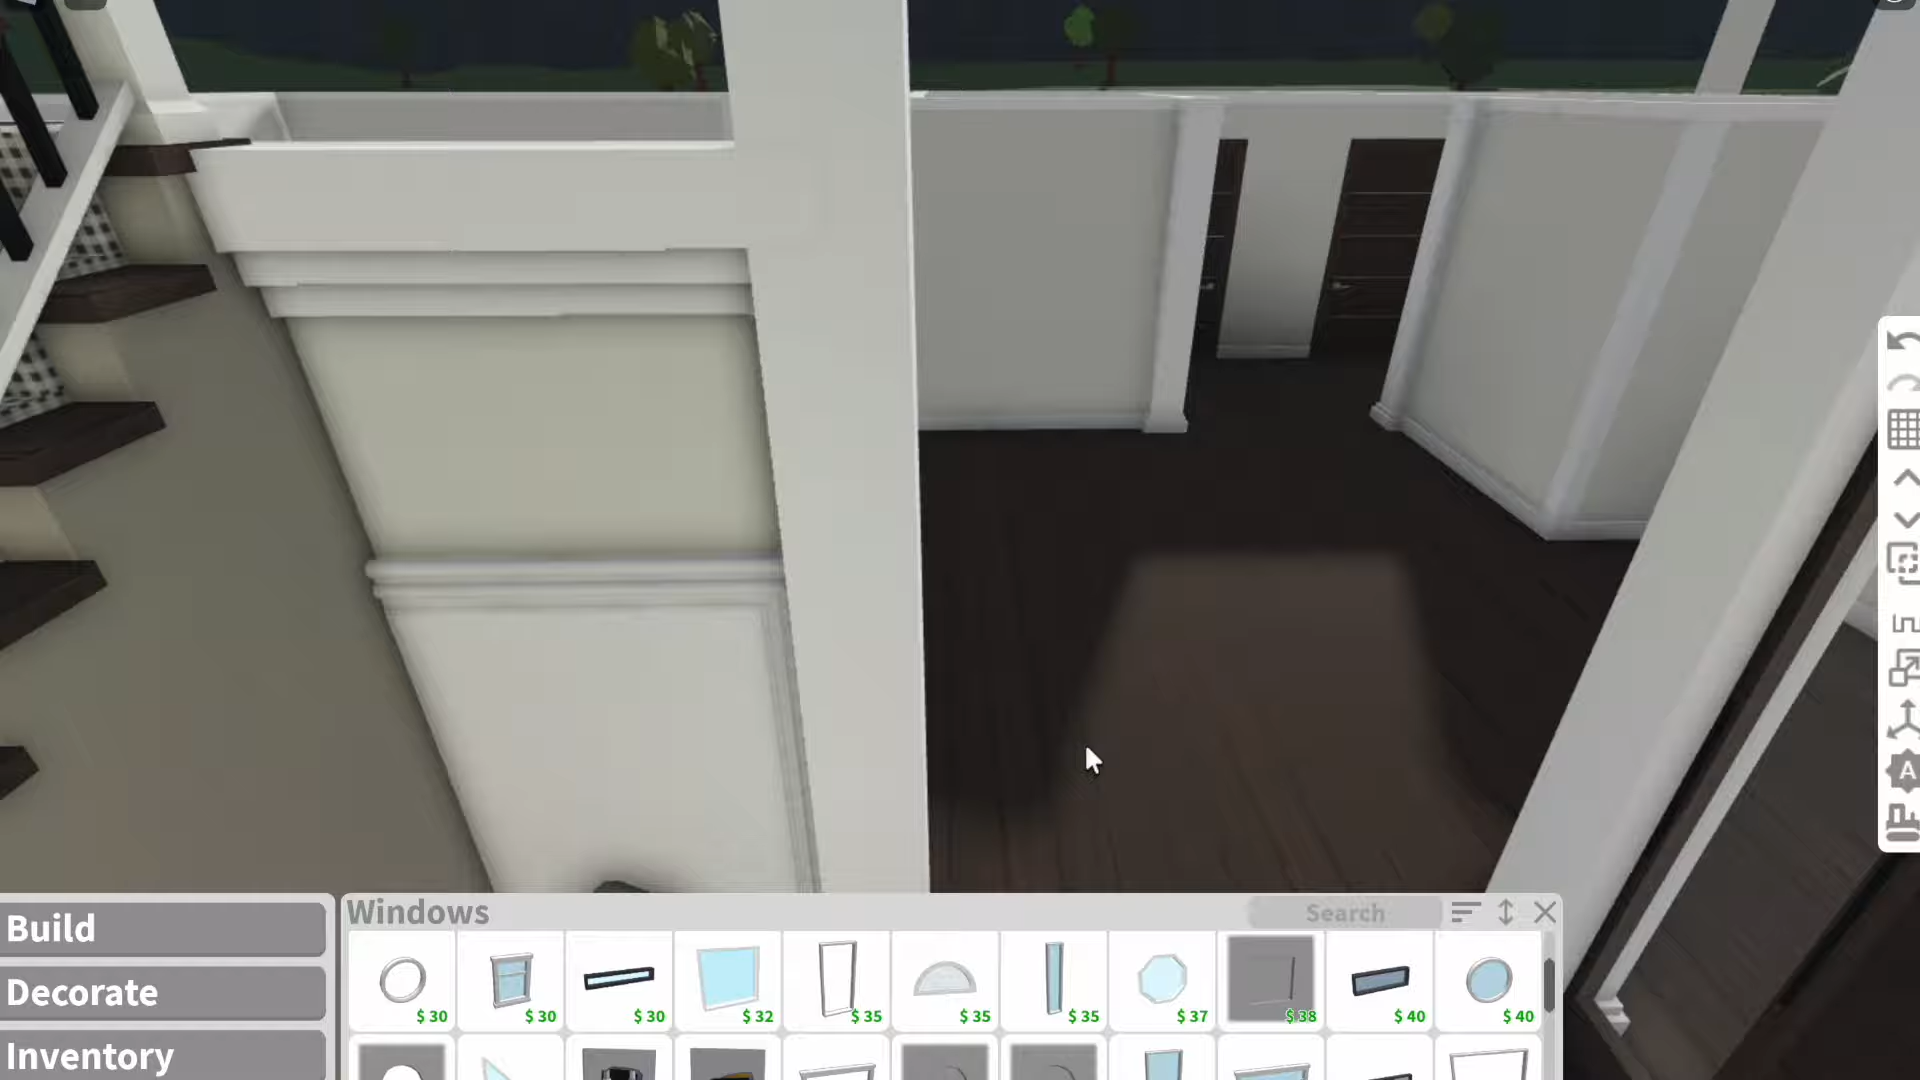 A
Build
Windows
Search
Decorate
$ 30
$ 30
$ 30
$ 32
$ 35
$ 35
$ 35
$ 37
$ 38
$ 40
$ 40
Inventory